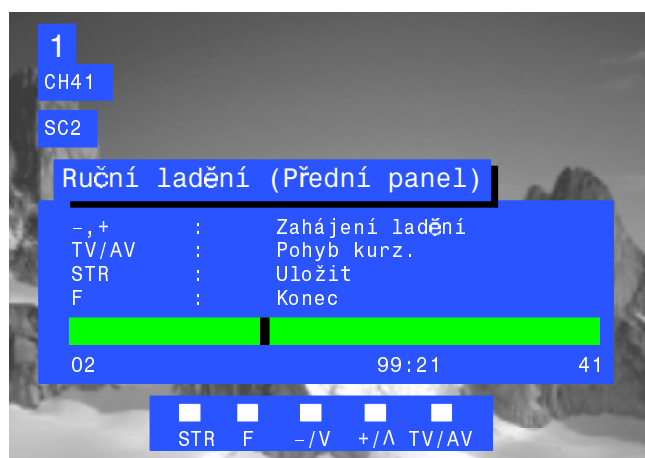 1
CH41
SC2
Ruční ladění (Přední panel)
–,+ : Zahájení ladění
TV/AV : Pohyb kurz.
STR : Uložit
F : Konec
02 99:21 41
STR F –/V +/Λ TV/AV